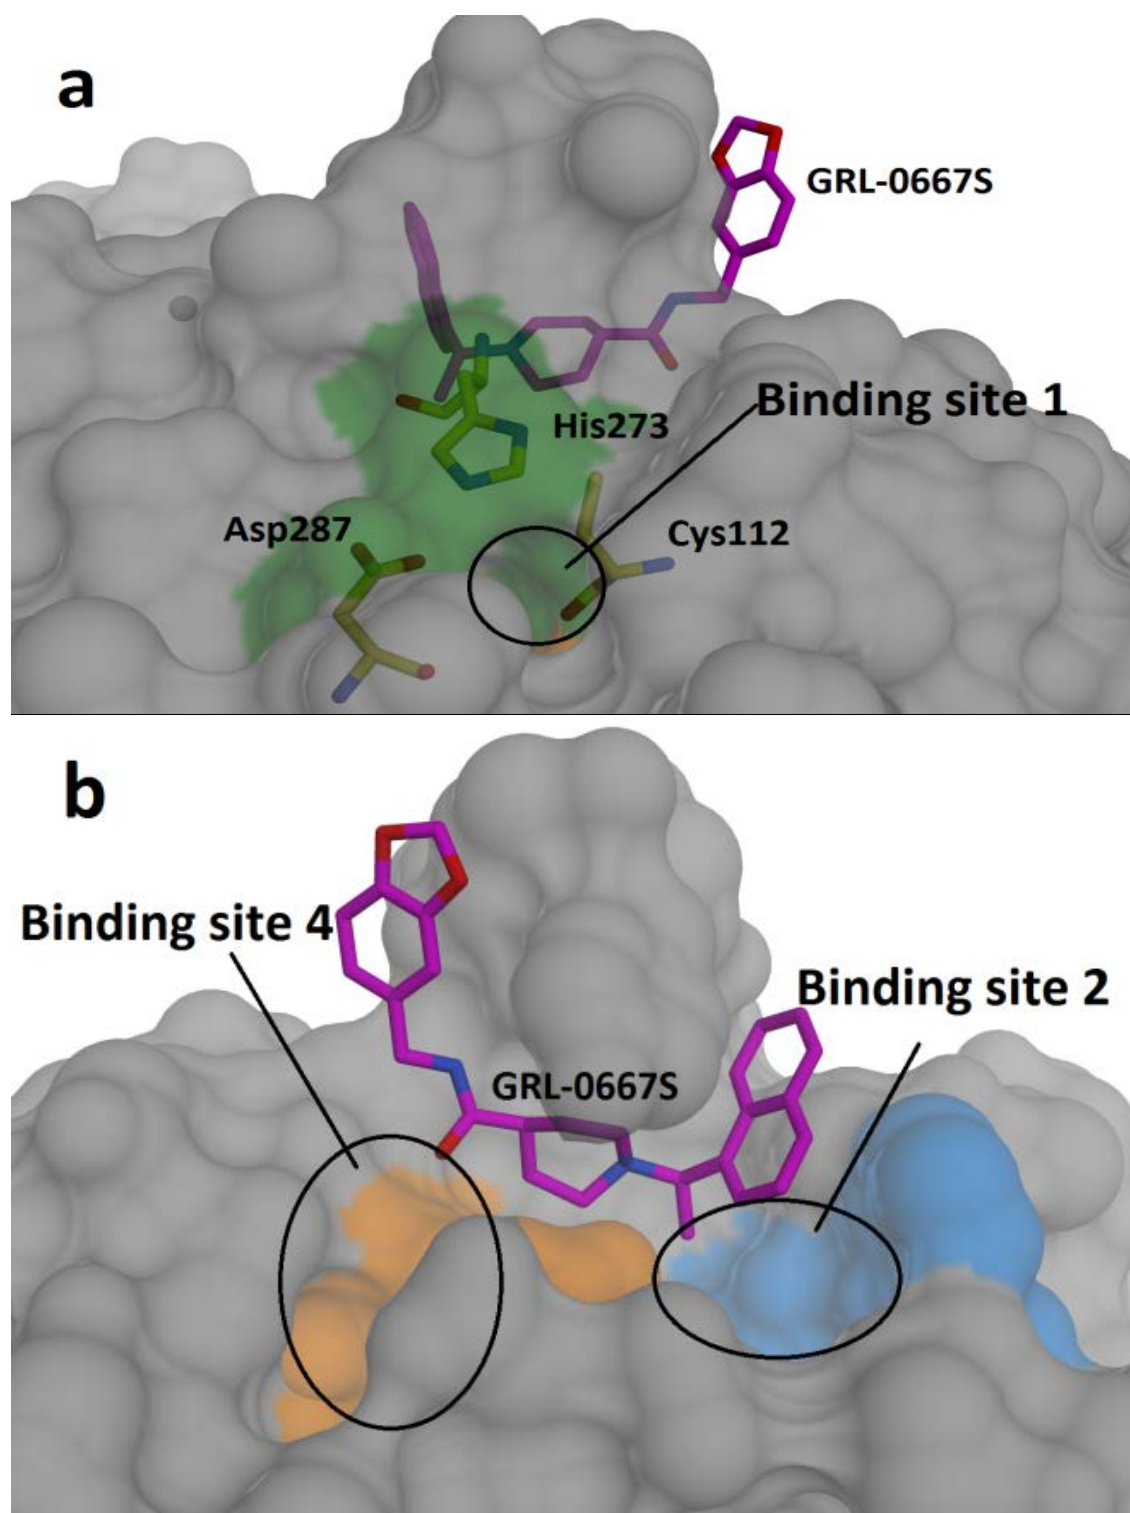 a
GRL-0667S
Binding site 1
His273
Asp287
Cys112
b
Binding site 4
Binding site 2
GRL-0667S